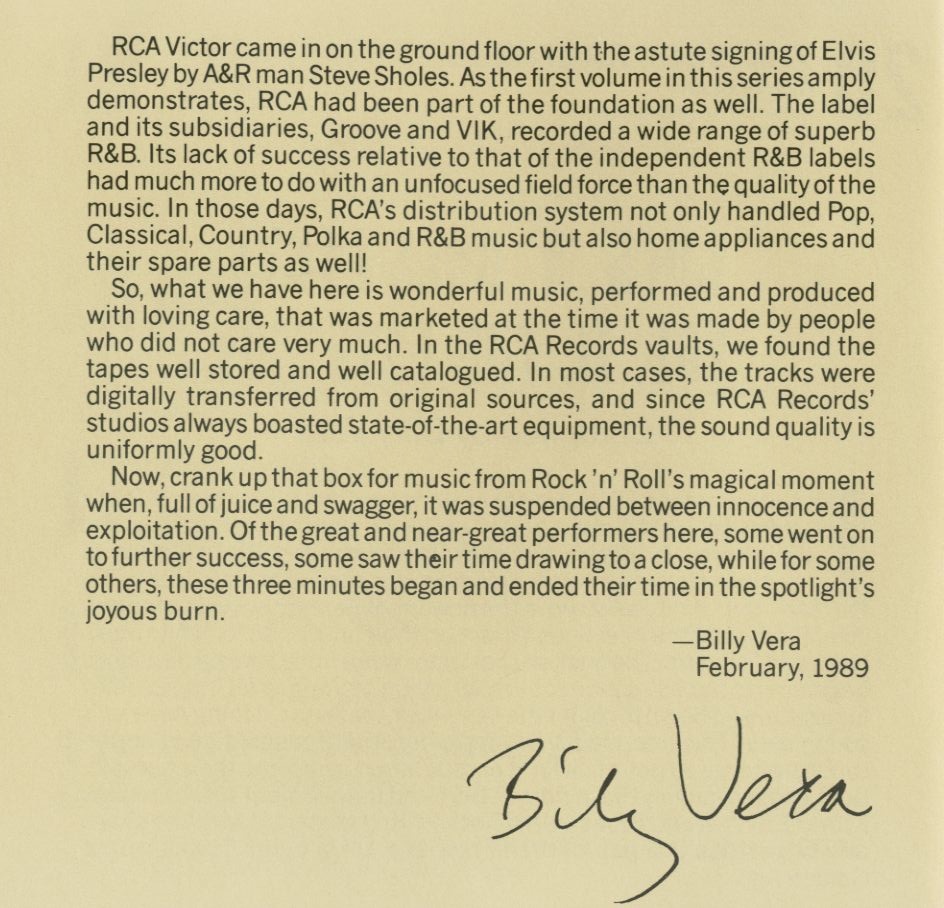 RCA Victor came in on the ground floor with the astute signing of Elvis
Presley by A&R man Steve Sholes. As the first volume in this series amply
demonstrates, RCA had been part of the foundation as well. The label
and its subsidiaries, Groove and VIK, recorded a wide range of superb
R&B. Its lack of success relative to that of the independent R&B labels
had much more to do with an unfocused field force than the quality of the
music. In those days, RCA's distribution system not only handled Pop,
Classical, Country, Polka and R&B music but also home appliances and
their spare parts as well!
So, what we have here is wonderful music, performed and produced
with loving care, that was marketed at the time it was made by people
who did not care very much. In the RCA Records vaults, we found the
tapes well stored and well catalogued. In most cases, the tracks were
digitally transferred from original sources, and since RCA Records'
studios always boasted state-of-the-art equipment, the sound quality is
uniformly good.
Now, crank up that box for music from Rock 'n' Roll's magical moment
when, full of juice and swagger, it was suspended between innocence and
exploitation. Of the great and near-great performers here, some went on
to further success, some saw their time drawing to a close, while for some
others, these three minutes began and ended their time in the spotlight's
joyous burn.
—Billy Vera
February, 1989
Billy Vera